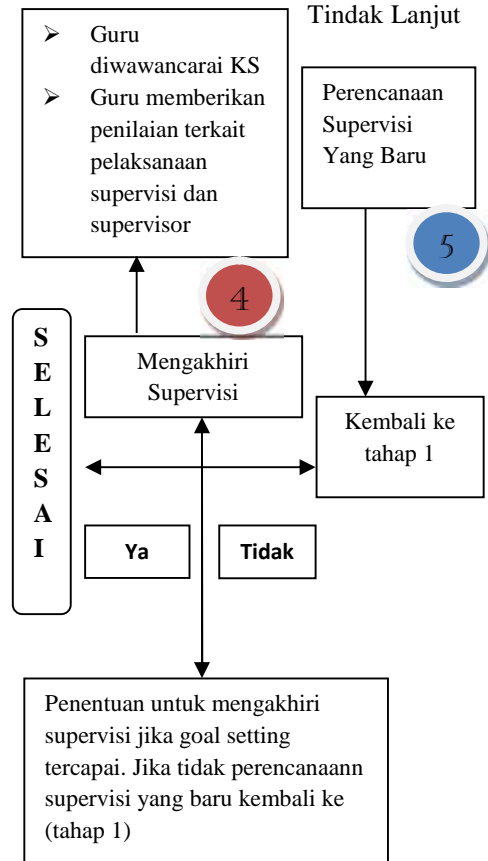 Tindak Lanjut
➢ Guru
diwawancarai KS
➢ Guru memberikan
penilaian terkait
pelaksanaan
supervisi dan
supervisor
Perencanaan
Supervisi
Yang Baru
5
4
S
E
L
E
S
A
I
Mengakhiri
Supervisi
Kembali ke
tahap 1
Ya
Tidak
Penentuan untuk mengakhiri
supervisi jika goal setting
tercapai. Jika tidak perencanaann
supervisi yang baru kembali ke
(tahap 1)